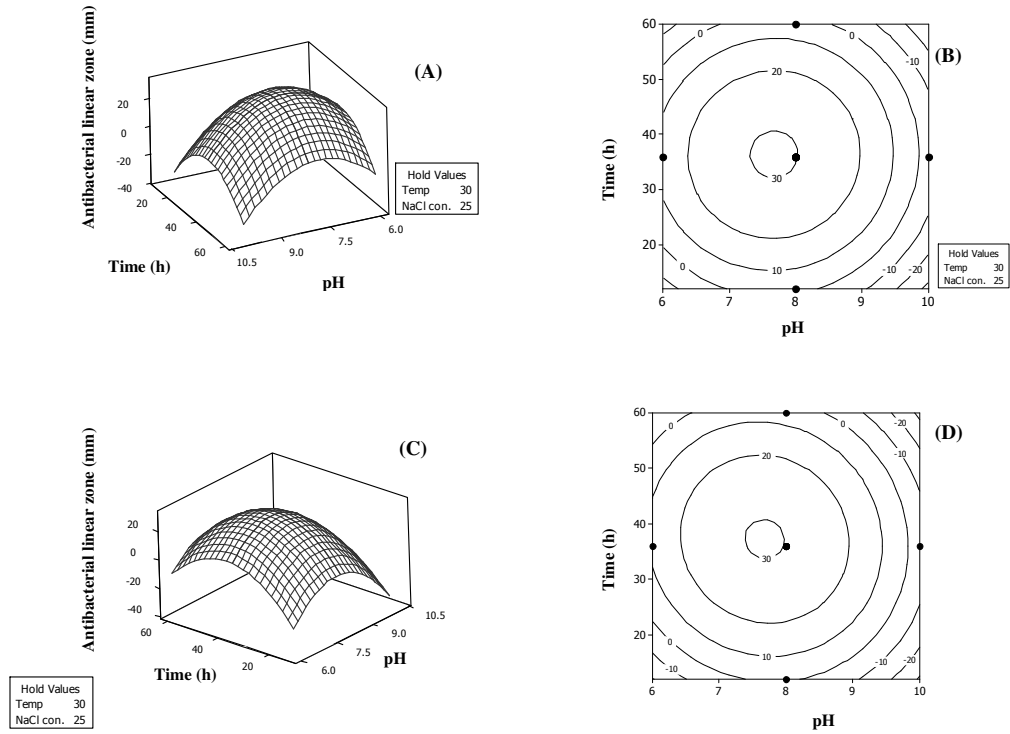 Antibacterial linear zone (mm)
20
0
-20
-40
20
40
60
Time (h)
10.5
9.0
7.5
6.0
pH
(A)
Hold Values
Temp 30
NaCl con. 25
60
50
40
30
20
Time (h)
0
0
-10
20
30
10
0
-10
-20
6
7
8
9
10
pH
(B)
Hold Values
Temp 30
NaCl con. 25
Antibacterial linear zone (mm)
20
0
-20
-40
60
40
20
Time (h)
6.0
7.5
9.0
10.5
pH
(C)
Hold Values
Temp 30
NaCl con. 25
60
50
40
30
20
Time (h)
0
0
-20
-10
20
30
10
0
-10
-10
-20
6
7
8
9
10
pH
(D)